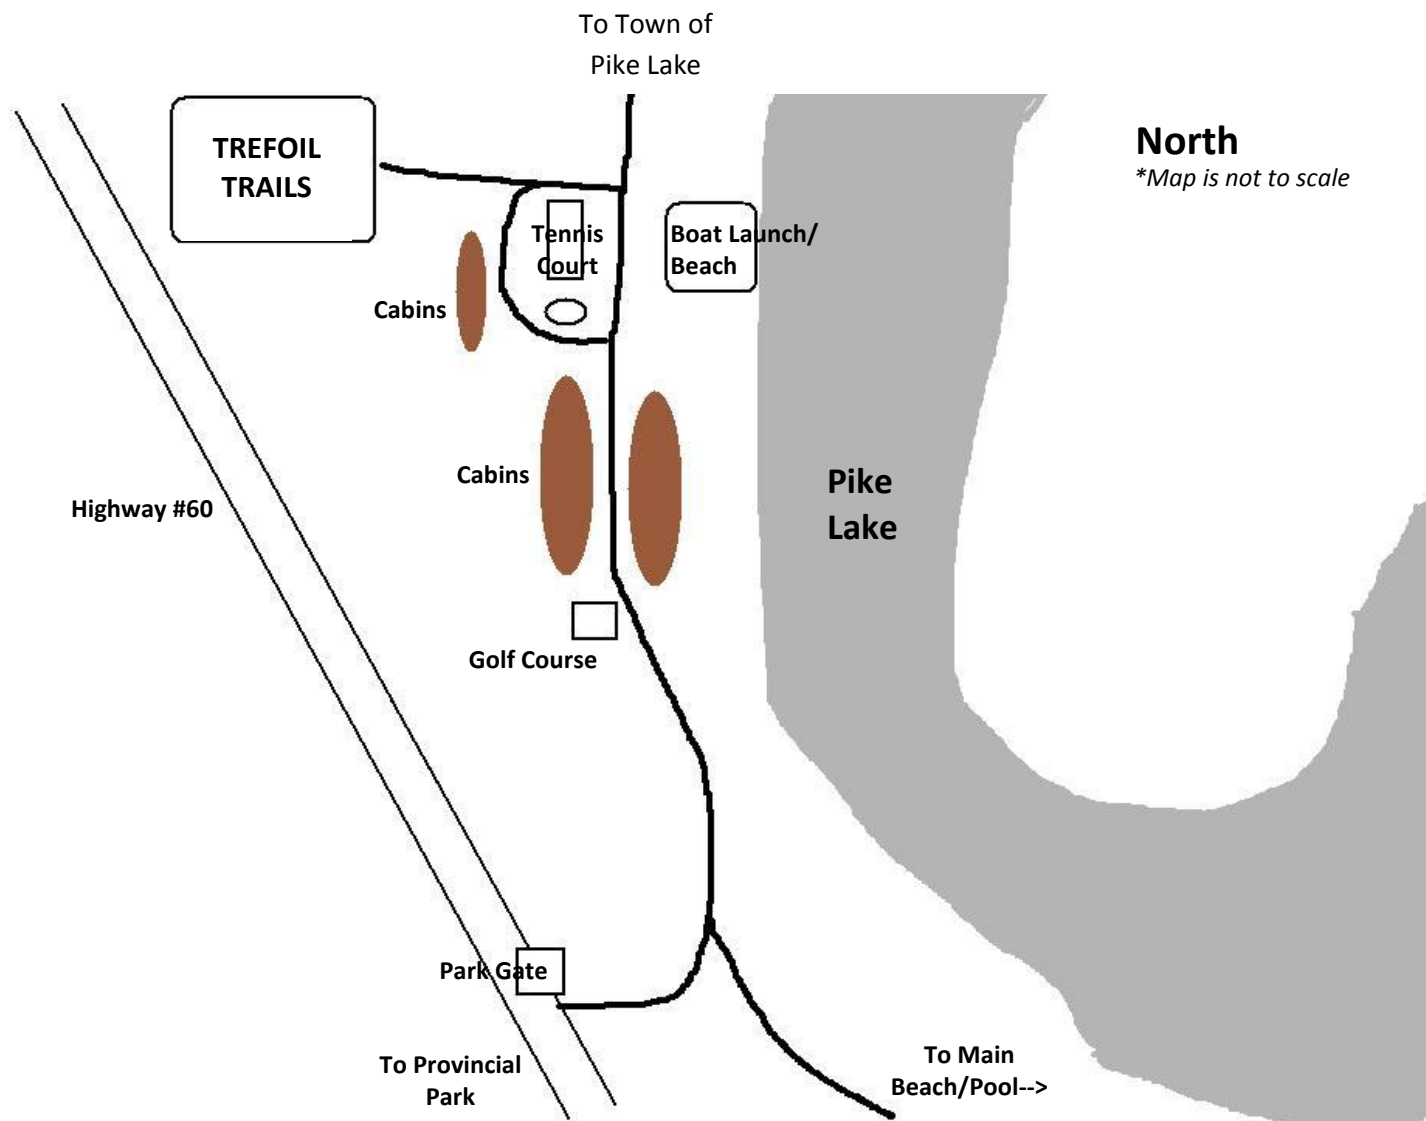 To Town of
Pike Lake
TREFOIL
TRAILS
North
*Map is not to scale
Tennis
Court
Boat Launch/
Beach
Cabins
Cabins
Pike
Lake
Highway #60
Golf Course
Park Gate
To Provincial
Park
To Main
Beach/Pool-->